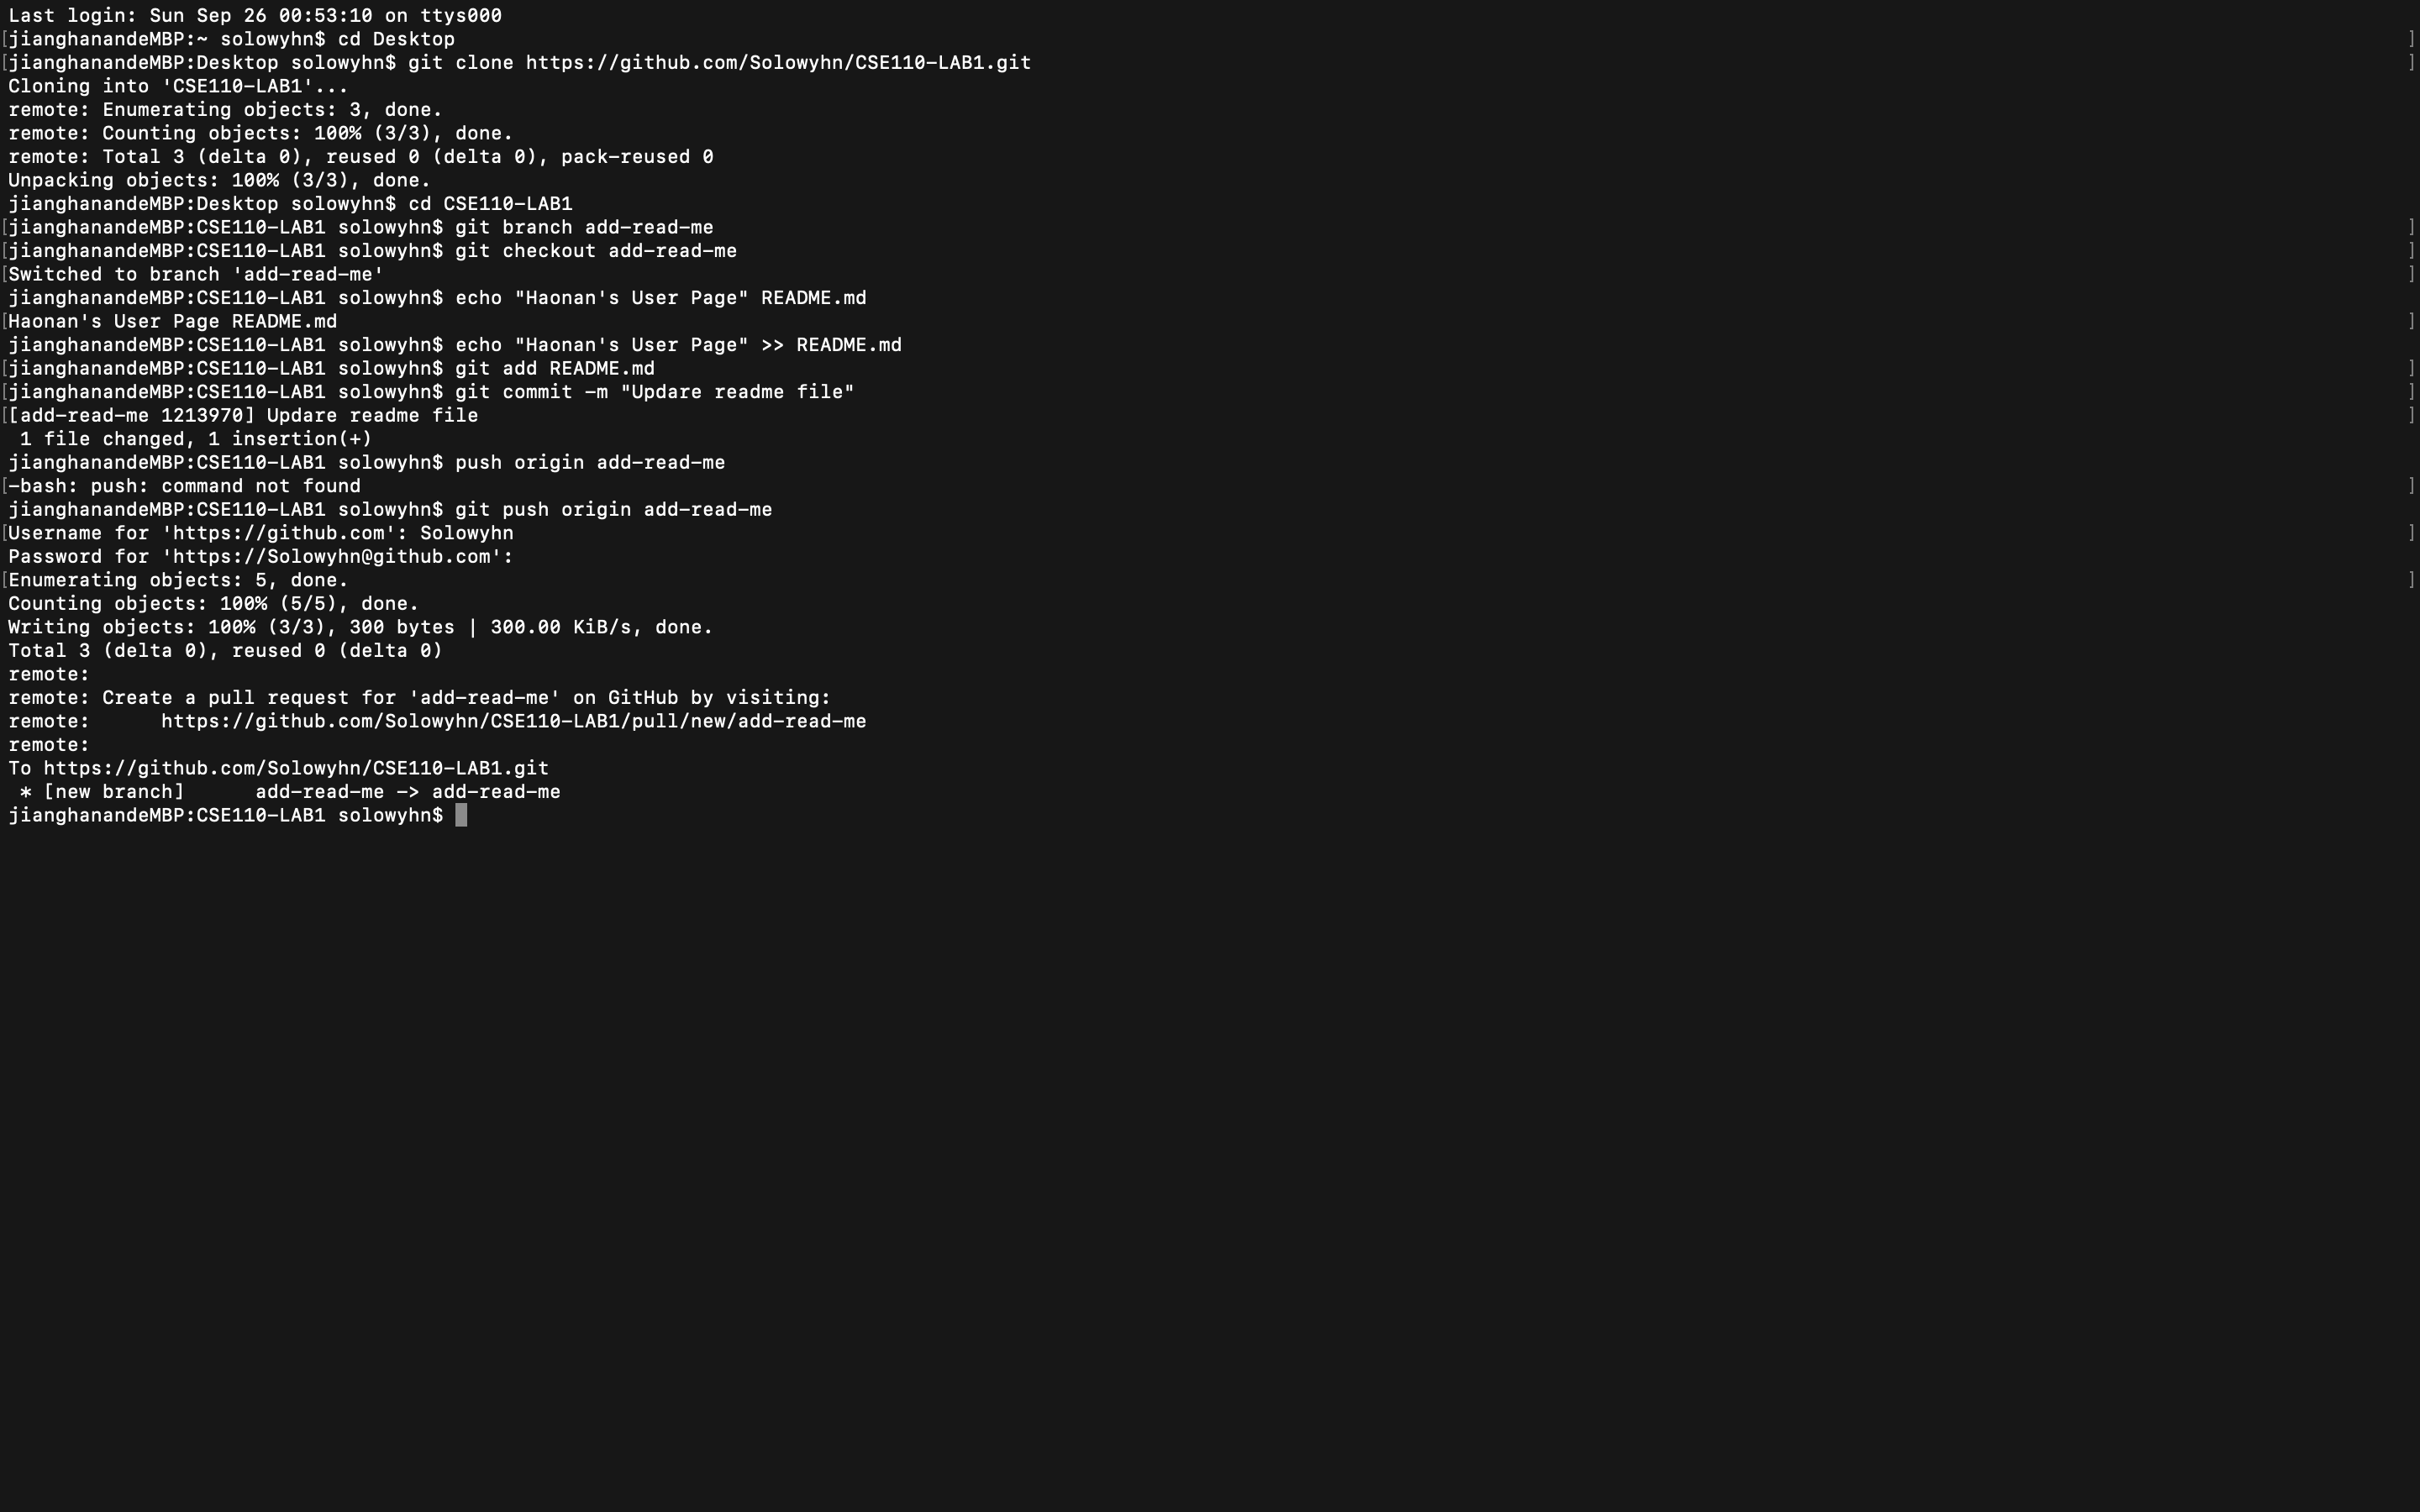 Last login: Sun Sep 26 00:53:10 on ttys000
[jianghanandeMBP:~ solowyhn$ cd Desktop ]
[jianghanandeMBP:Desktop solowyhn$ git clone https://github.com/Solowyhn/CSE110-LAB1.git ]
Cloning into 'CSE110-LAB1'...
remote: Enumerating objects: 3, done.
remote: Counting objects: 100% (3/3), done.
remote: Total 3 (delta 0), reused 0 (delta 0), pack-reused 0
Unpacking objects: 100% (3/3), done.
jianghanandeMBP:Desktop solowyhn$ cd CSE110-LAB1
[jianghanandeMBP:CSE110-LAB1 solowyhn$ git branch add-read-me ]
[jianghanandeMBP:CSE110-LAB1 solowyhn$ git checkout add-read-me ]
[Switched to branch 'add-read-me' ]
jianghanandeMBP:CSE110-LAB1 solowyhn$ echo "Haonan's User Page" README.md
[Haonan's User Page README.md ]
jianghanandeMBP:CSE110-LAB1 solowyhn$ echo "Haonan's User Page" >> README.md
[jianghanandeMBP:CSE110-LAB1 solowyhn$ git add README.md ]
[jianghanandeMBP:CSE110-LAB1 solowyhn$ git commit -m "Updare readme file" ]
[[add-read-me 1213970] Updare readme file ]
 1 file changed, 1 insertion(+)
jianghanandeMBP:CSE110-LAB1 solowyhn$ push origin add-read-me
[-bash: push: command not found ]
jianghanandeMBP:CSE110-LAB1 solowyhn$ git push origin add-read-me
[Username for 'https://github.com': Solowyhn ]
Password for 'https://Solowyhn@github.com':
[Enumerating objects: 5, done. ]
Counting objects: 100% (5/5), done.
Writing objects: 100% (3/3), 300 bytes | 300.00 KiB/s, done.
Total 3 (delta 0), reused 0 (delta 0)
remote:
remote: Create a pull request for 'add-read-me' on GitHub by visiting:
remote:      https://github.com/Solowyhn/CSE110-LAB1/pull/new/add-read-me
remote:
To https://github.com/Solowyhn/CSE110-LAB1.git
 * [new branch]      add-read-me -> add-read-me
jianghanandeMBP:CSE110-LAB1 solowyhn$